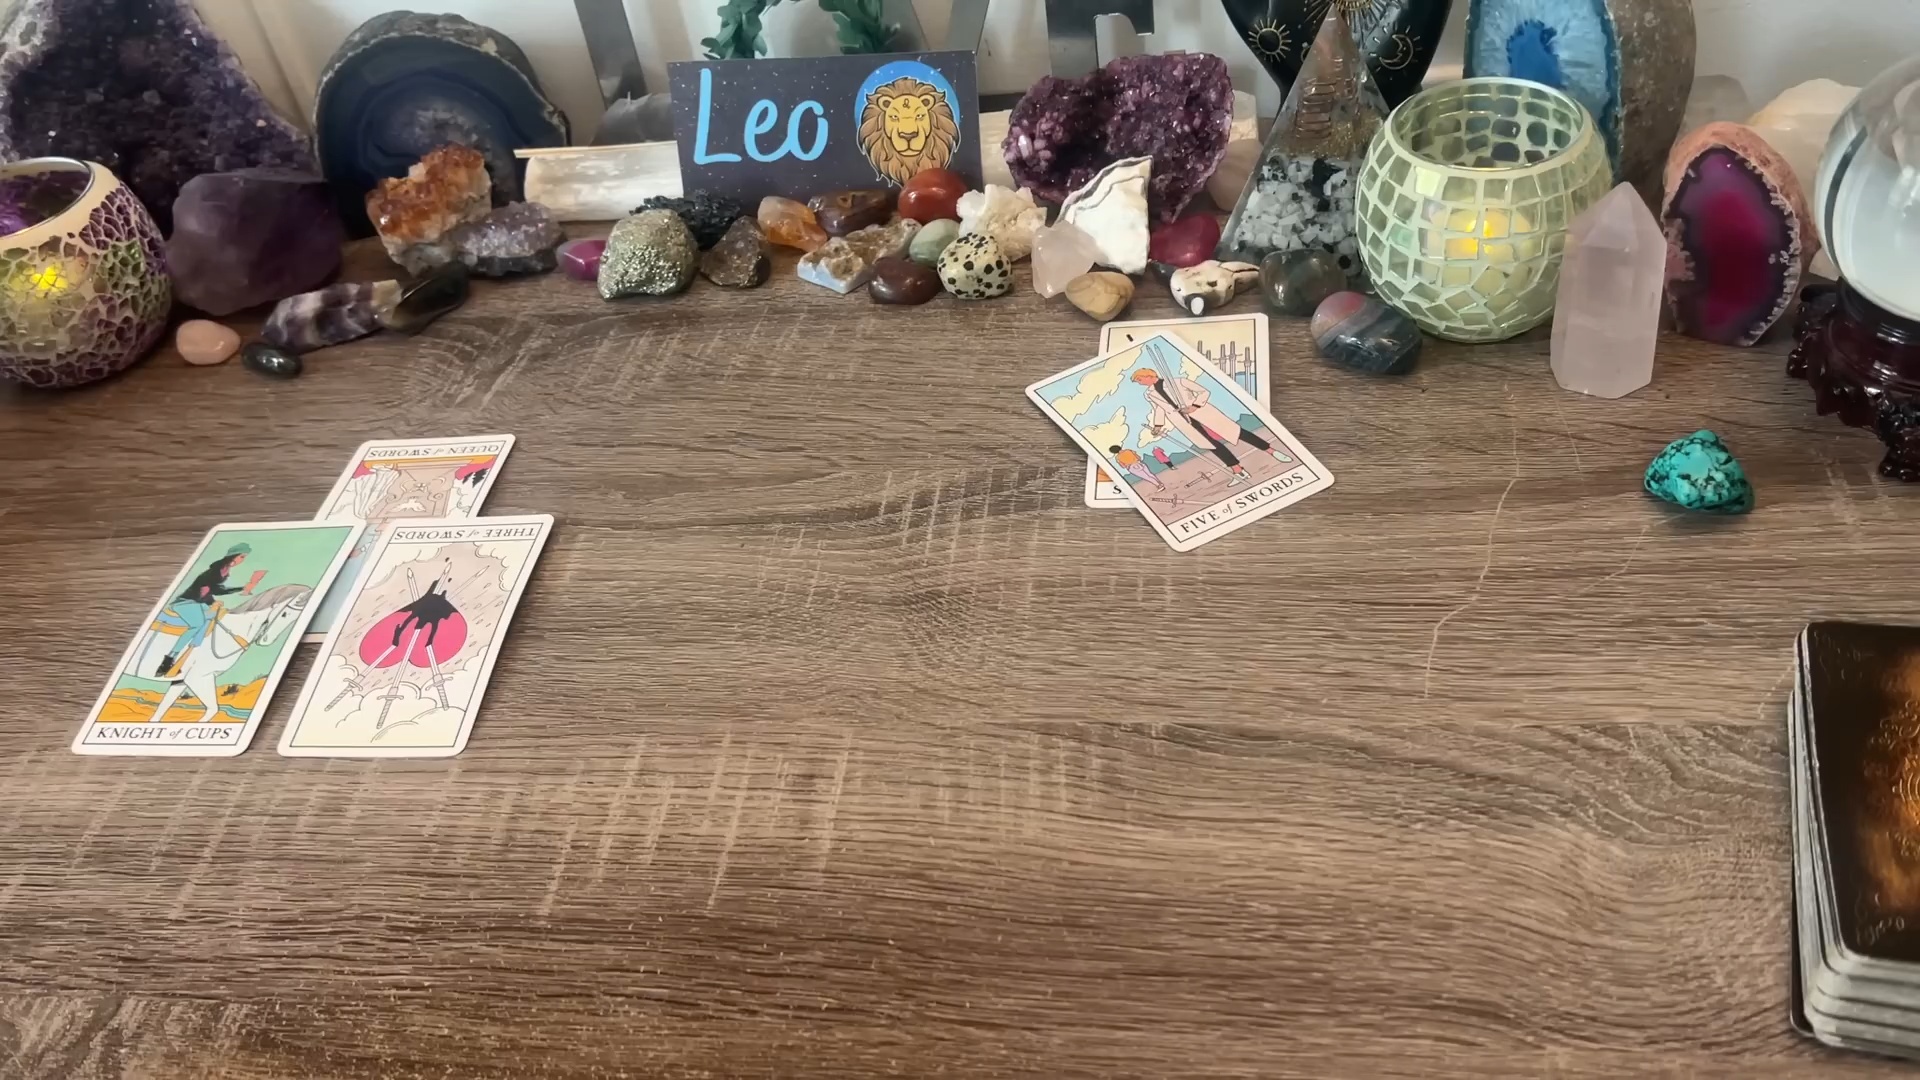 Leo
QUEEN of SWORDS
THREE of SWORDS
KNIGHT of CUPS
FIVE of SWORDS